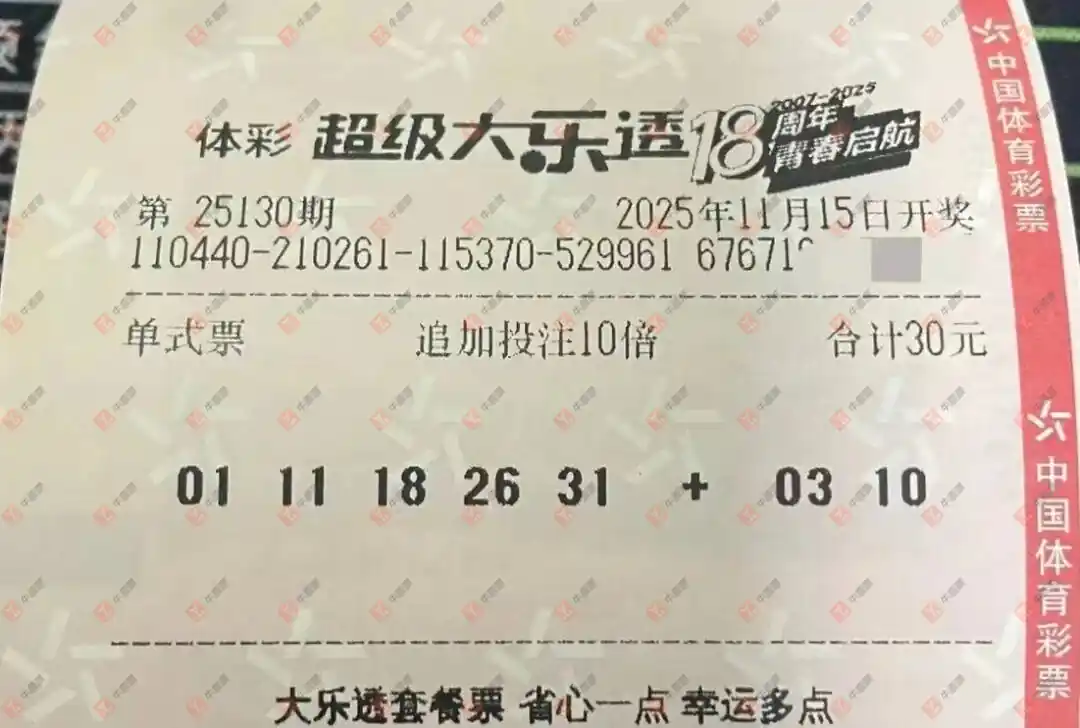 体彩 超级大乐透 18 2007-2025
周年
青春启航
第 25130期 2025年11月15日开奖
110440-210261-115370-529961 67671
单式票 追加投注10倍 合计30元
01 11 18 26 31 + 03 10
大乐透套餐票 省心一点 幸运多点
中国体育彩票
中国体育彩票